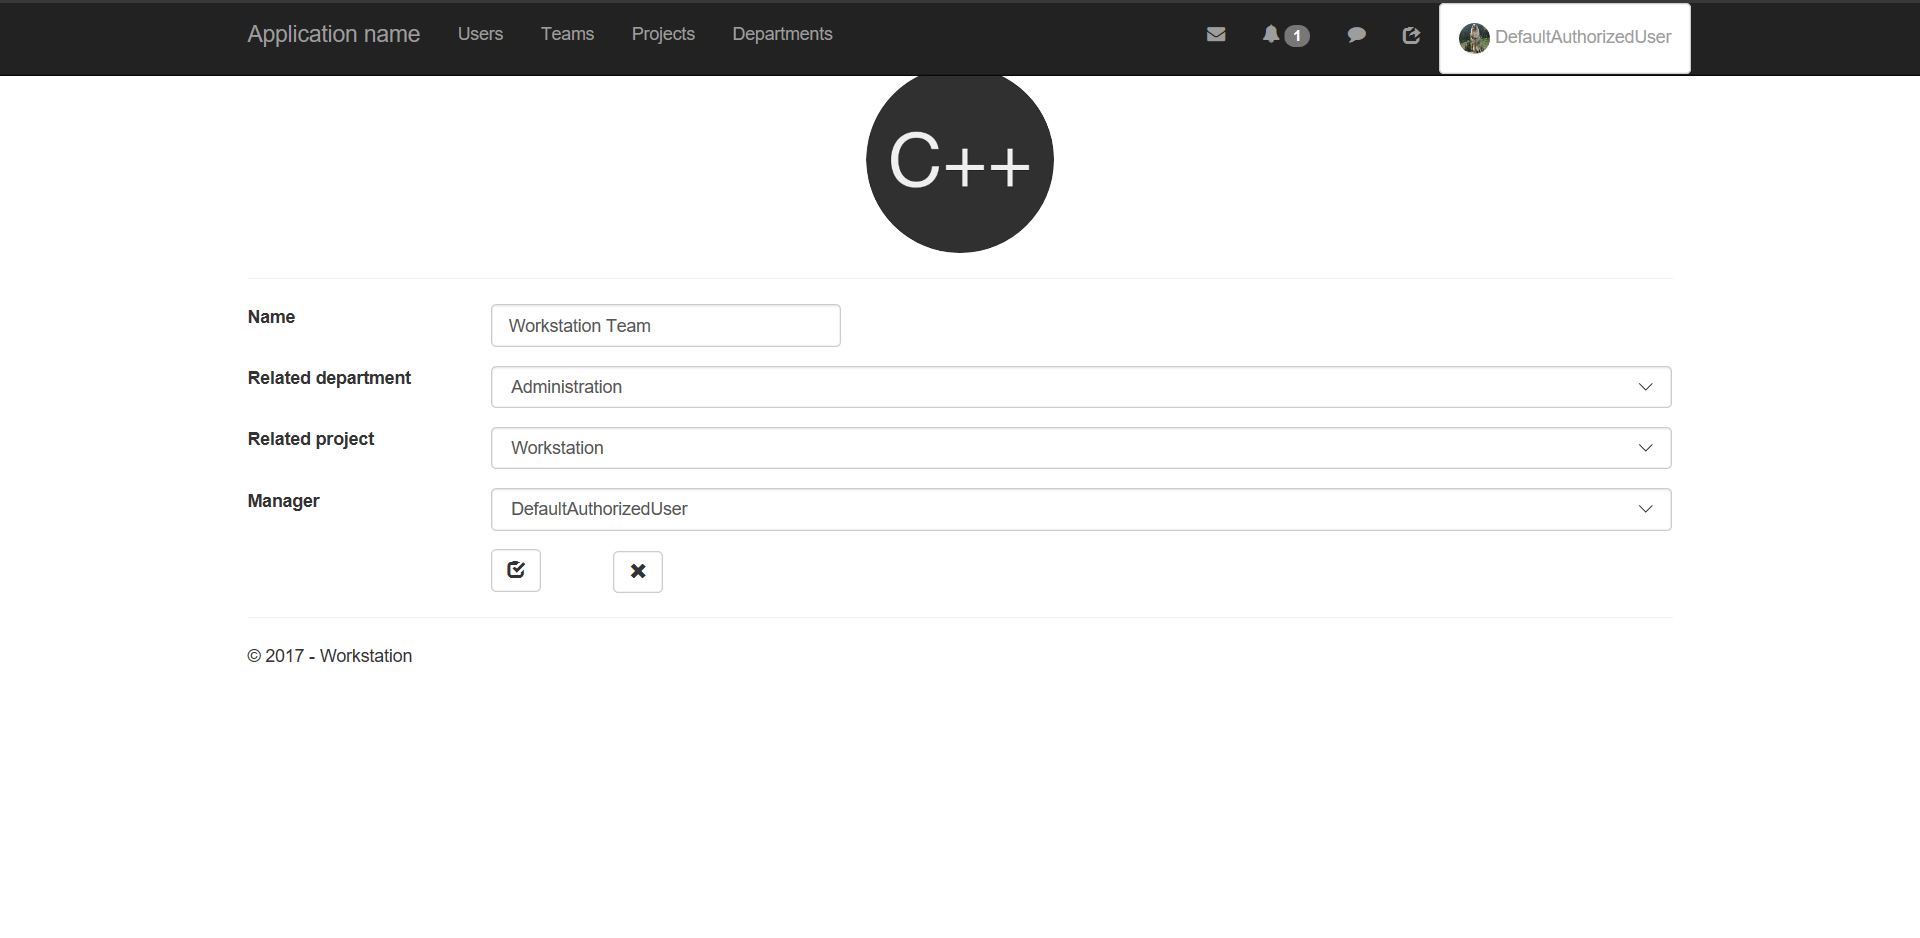 Application name Users Teams Projects Departments 1 DefaultAuthorizedUser
C++
Name Workstation Team
Related department Administration
Related project Workstation
Manager DefaultAuthorizedUser
© 2017 - Workstation